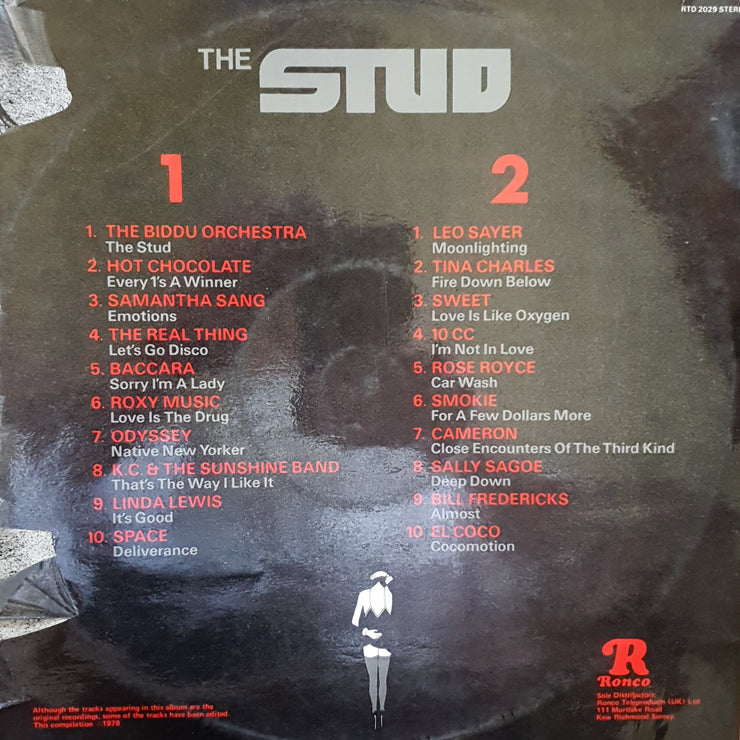 RTD 2029 STER
THE STUD
1
1. THE BIDDU ORCHESTRA
The Stud
2. HOT CHOCOLATE
Every 1's A Winner
3. SAMANTHA SANG
Emotions
4. THE REAL THING
Let's Go Disco
5. BACCARA
Sorry I'm A Lady
6. ROXY MUSIC
Love Is The Drug
7. ODYSSEY
Native New Yorker
8. K.C. & THE SUNSHINE BAND
That's The Way I Like It
9. LINDA LEWIS
It's Good
10. SPACE
Deliverance
2
1. LEO SAYER
Moonlighting
2. TINA CHARLES
Fire Down Below
3. SWEET
Love Is Like Oxygen
4. 10 CC
I'm Not In Love
5. ROSE ROYCE
Car Wash
6. SMOKIE
For A Few Dollars More
7. CAMERON
Close Encounters Of The Third Kind
8. SALLY SAGOE
Deep Down
9. BILL FREDERICKS
Almost
10. EL COCO
Cocomotion
Although the tracks appearing in this album are the
original recordings, some of the tracks have been edited.
This compilation ©1978
R
Ronco
Sole Distributors:
Ronco Teleproducts (UK) Ltd.
111 Mortlake Road
Kew Richmond Surrey.